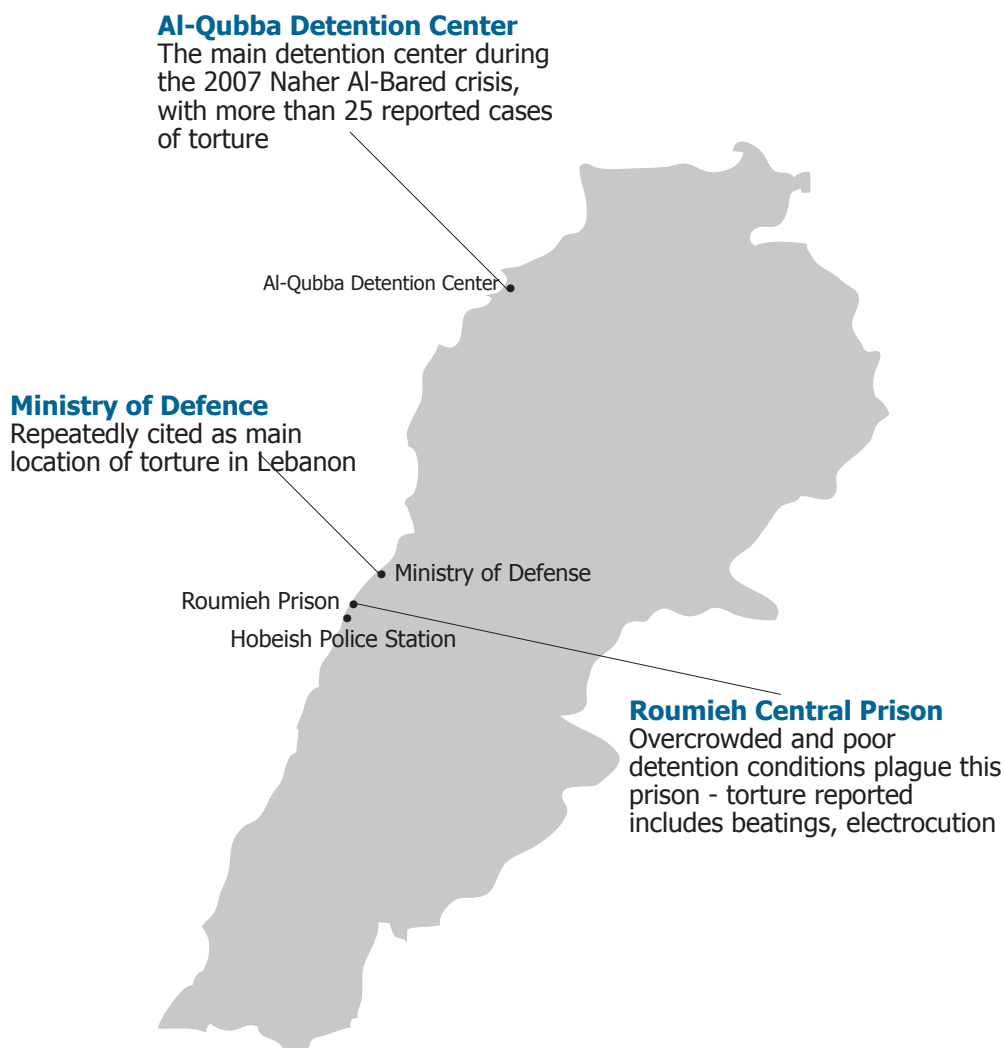 Al-Qubba Detention Center
The main detention center during
the 2007 Naher Al-Bared crisis,
with more than 25 reported cases
of torture
Al-Qubba Detention Center
Ministry of Defence
Repeatedly cited as main
location of torture in Lebanon
Ministry of Defense
Roumieh Prison
Hobeish Police Station
Roumieh Central Prison
Overcrowded and poor
detention conditions plague this
prison - torture reported
includes beatings, electrocution